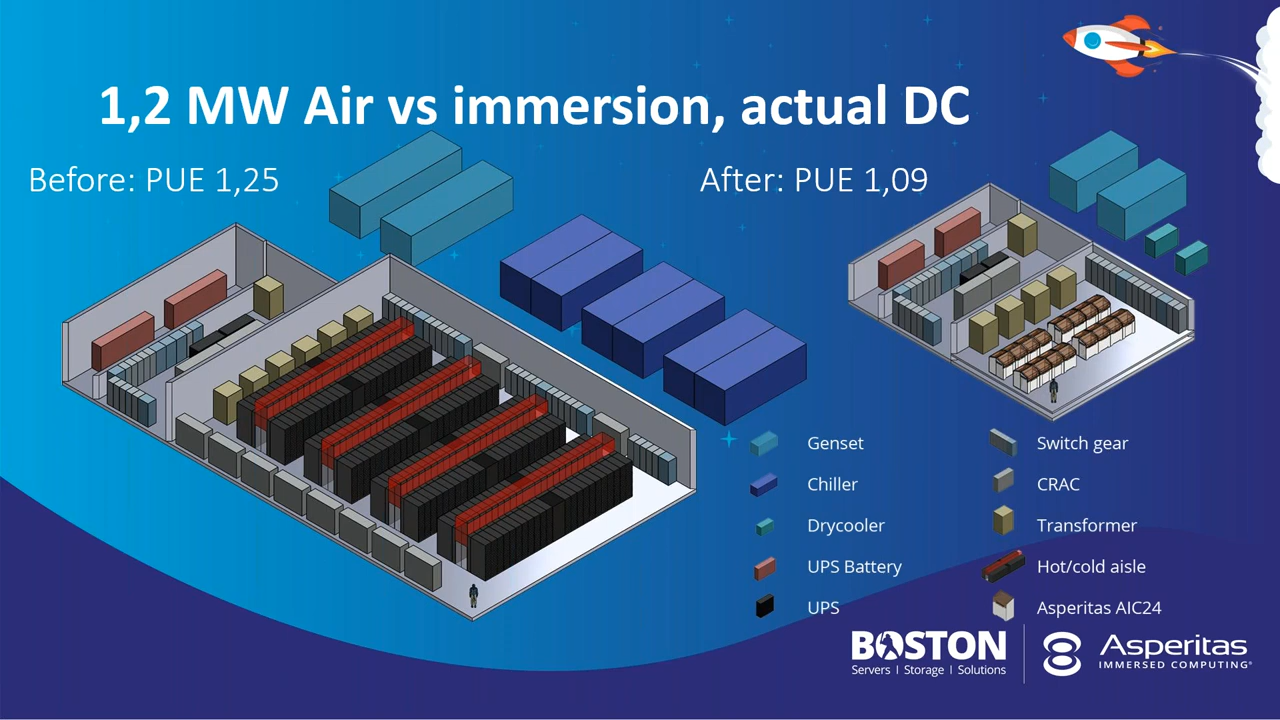 1,2 MW Air vs immersion, actual DC
Before: PUE 1,25
After: PUE 1,09
Genset
Chiller
Drycooler
UPS Battery
UPS
Switch gear
CRAC
Transformer
Hot/cold aisle
Asperitas AIC24
BOSTON
Servers | Storage | Solutions
Asperitas
IMMERSED COMPUTING®